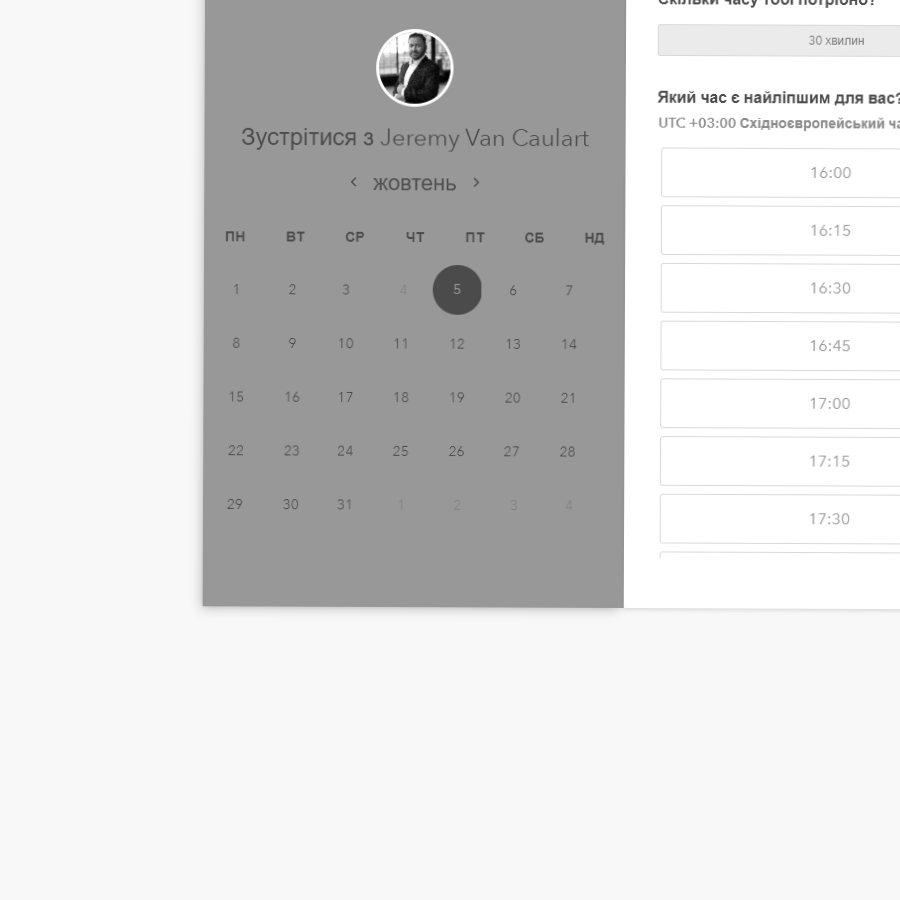 Скільки часу тобі потрібно?
30 хвилин
Зустрітися з Jeremy Van Caulart
жовтень
ПН ВТ СР ЧТ ПТ СБ НД
1 2 3 4 5 6 7
8 9 10 11 12 13 14
15 16 17 18 19 20 21
22 23 24 25 26 27 28
29 30 31 1 2 3 4
Який час є найліпшим для вас?
UTC +03:00 Східноєвропейський
16:00
16:15
16:30
16:45
17:00
17:15
17:30